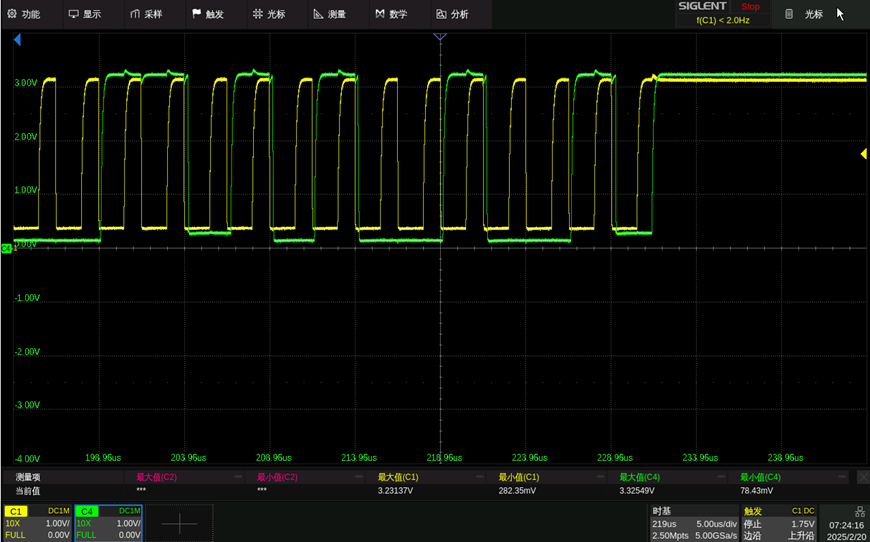 功能 显示 采样 触发 光标 测量 数学 分析 SIGLENT Stop 光标
f(C1) < 2.0Hz
3.00V
2.00V
1.00V
C4 0.00V
-1.00V
-2.00V
-3.00V
-4.00V 198.95us 203.95us 208.95us 213.95us 218.95us 223.95us 228.95us 233.95us 238.95us
测量项 最大值(C2) 最小值(C2) 最大值(C1) 最小值(C1) 最大值(C4) 最小值(C4)
当前值 *** *** 3.23137V 282.35mV 3.32549V 78.43mV
C1 DC1M C4 DC1M 时基 触发 C1 DC
10X 1.00V/ 10X 1.00V/ 219us 5.00us/div 停止 1.75V 07:24:16
FULL 0.00V FULL 0.00V 2.50Mpts 5.00GSa/s 边沿 上升沿 2025/2/20